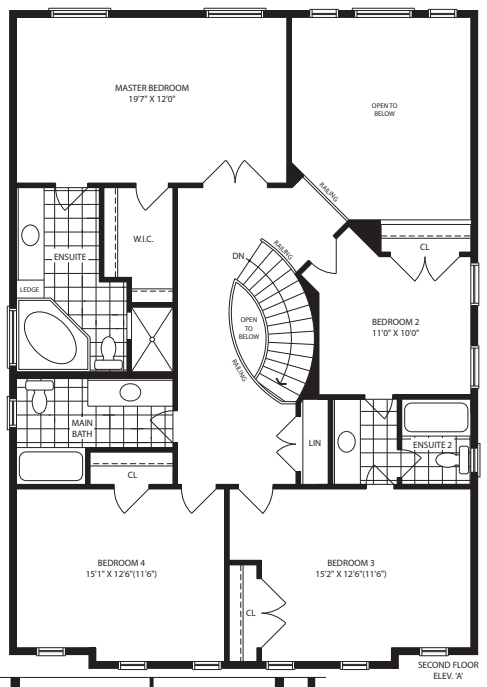 MASTER BEDROOM
19'7" X 12'0"
OPEN TO
BELOW
RAILING
W.I.C.
ENSUITE
LEDGE
DN
RAILING
CL
OPEN
TO
BELOW
BEDROOM 2
11'0" X 10'0"
RAILING
MAIN
BATH
LIN
ENSUITE 2
CL
BEDROOM 4
15'1" X 12'6"(11'6")
BEDROOM 3
15'2" X 12'6"(11'6")
CL
SECOND FLOOR
ELEV. 'A'